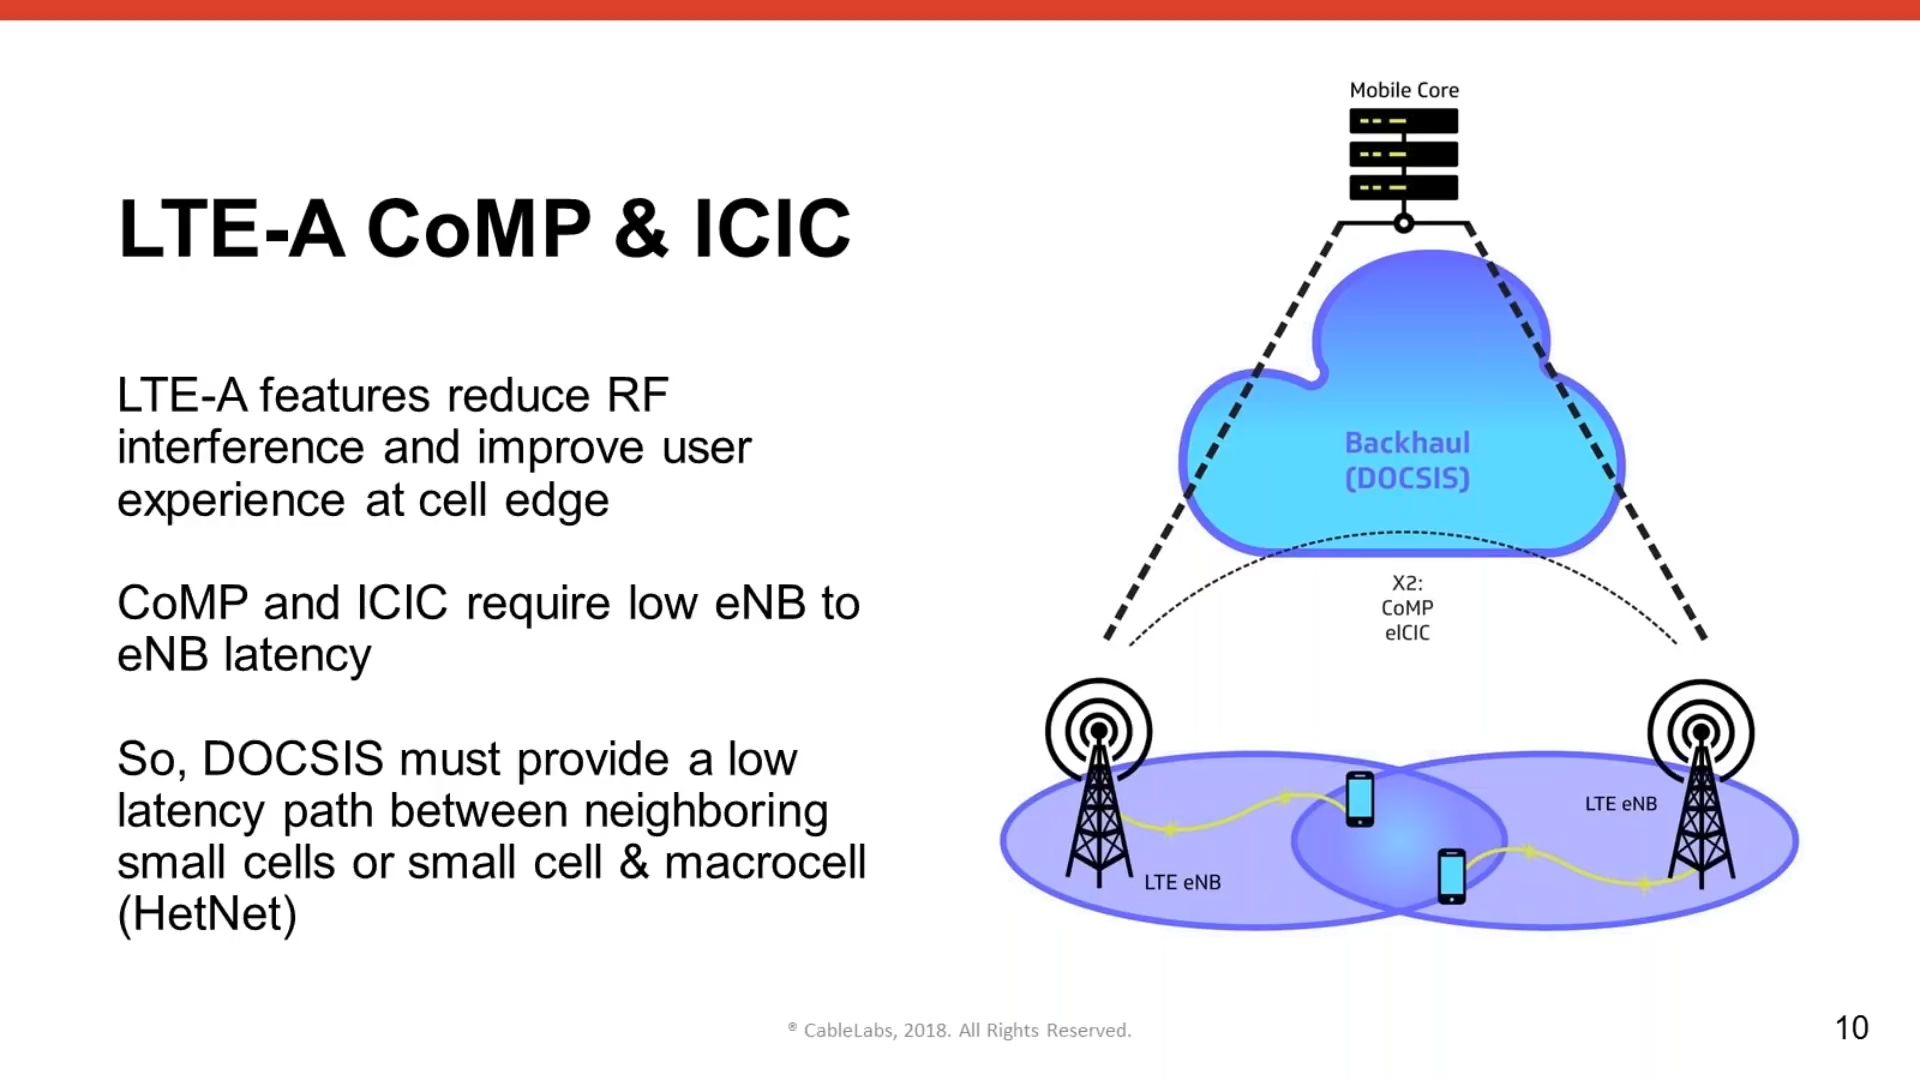 LTE-A CoMP & ICIC
LTE-A features reduce RF
interference and improve user
experience at cell edge
CoMP and ICIC require low eNB to
eNB latency
So, DOCSIS must provide a low
latency path between neighboring
small cells or small cell & macrocell
(HetNet)
Mobile Core
Backhaul
(DOCSIS)
X2:
CoMP
eICIC
LTE eNB
LTE eNB
® CableLabs, 2018. All Rights Reserved.
10